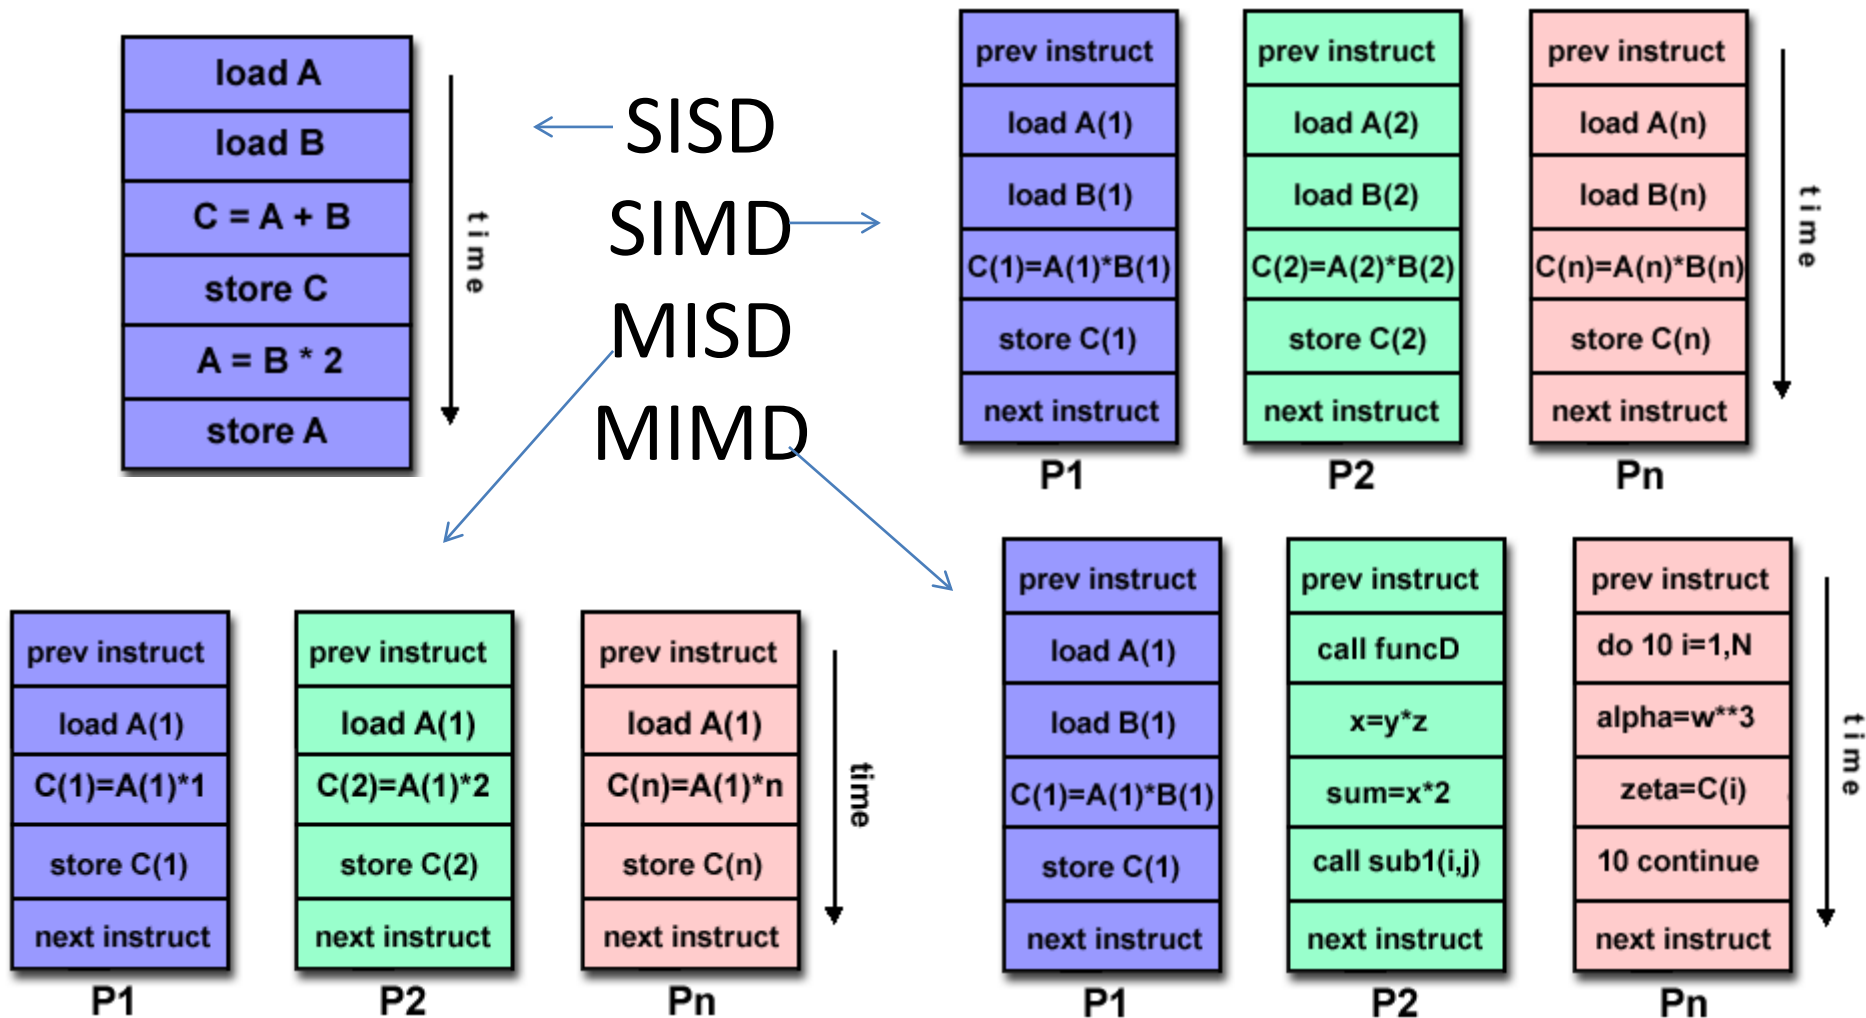 load A
load B
C = A + B
store C
A = B * 2
store A
time
SISD
SIMD
MISD
MIMD
prev instruct
load A(1)
load B(1)
C(1)=A(1)*B(1)
store C(1)
next instruct
P1
prev instruct
load A(2)
load B(2)
C(2)=A(2)*B(2)
store C(2)
next instruct
P2
prev instruct
load A(n)
load B(n)
C(n)=A(n)*B(n)
store C(n)
next instruct
Pn
time
prev instruct
load A(1)
C(1)=A(1)*1
store C(1)
next instruct
P1
prev instruct
load A(1)
C(2)=A(1)*2
store C(2)
next instruct
P2
prev instruct
load A(1)
C(n)=A(1)*n
store C(n)
next instruct
Pn
time
prev instruct
load A(1)
load B(1)
C(1)=A(1)*B(1)
store C(1)
next instruct
P1
prev instruct
call funcD
x=y*z
sum=x*2
call sub1(i,j)
next instruct
P2
prev instruct
do 10 i=1,N
alpha=w**3
zeta=C(i)
10 continue
next instruct
Pn
time